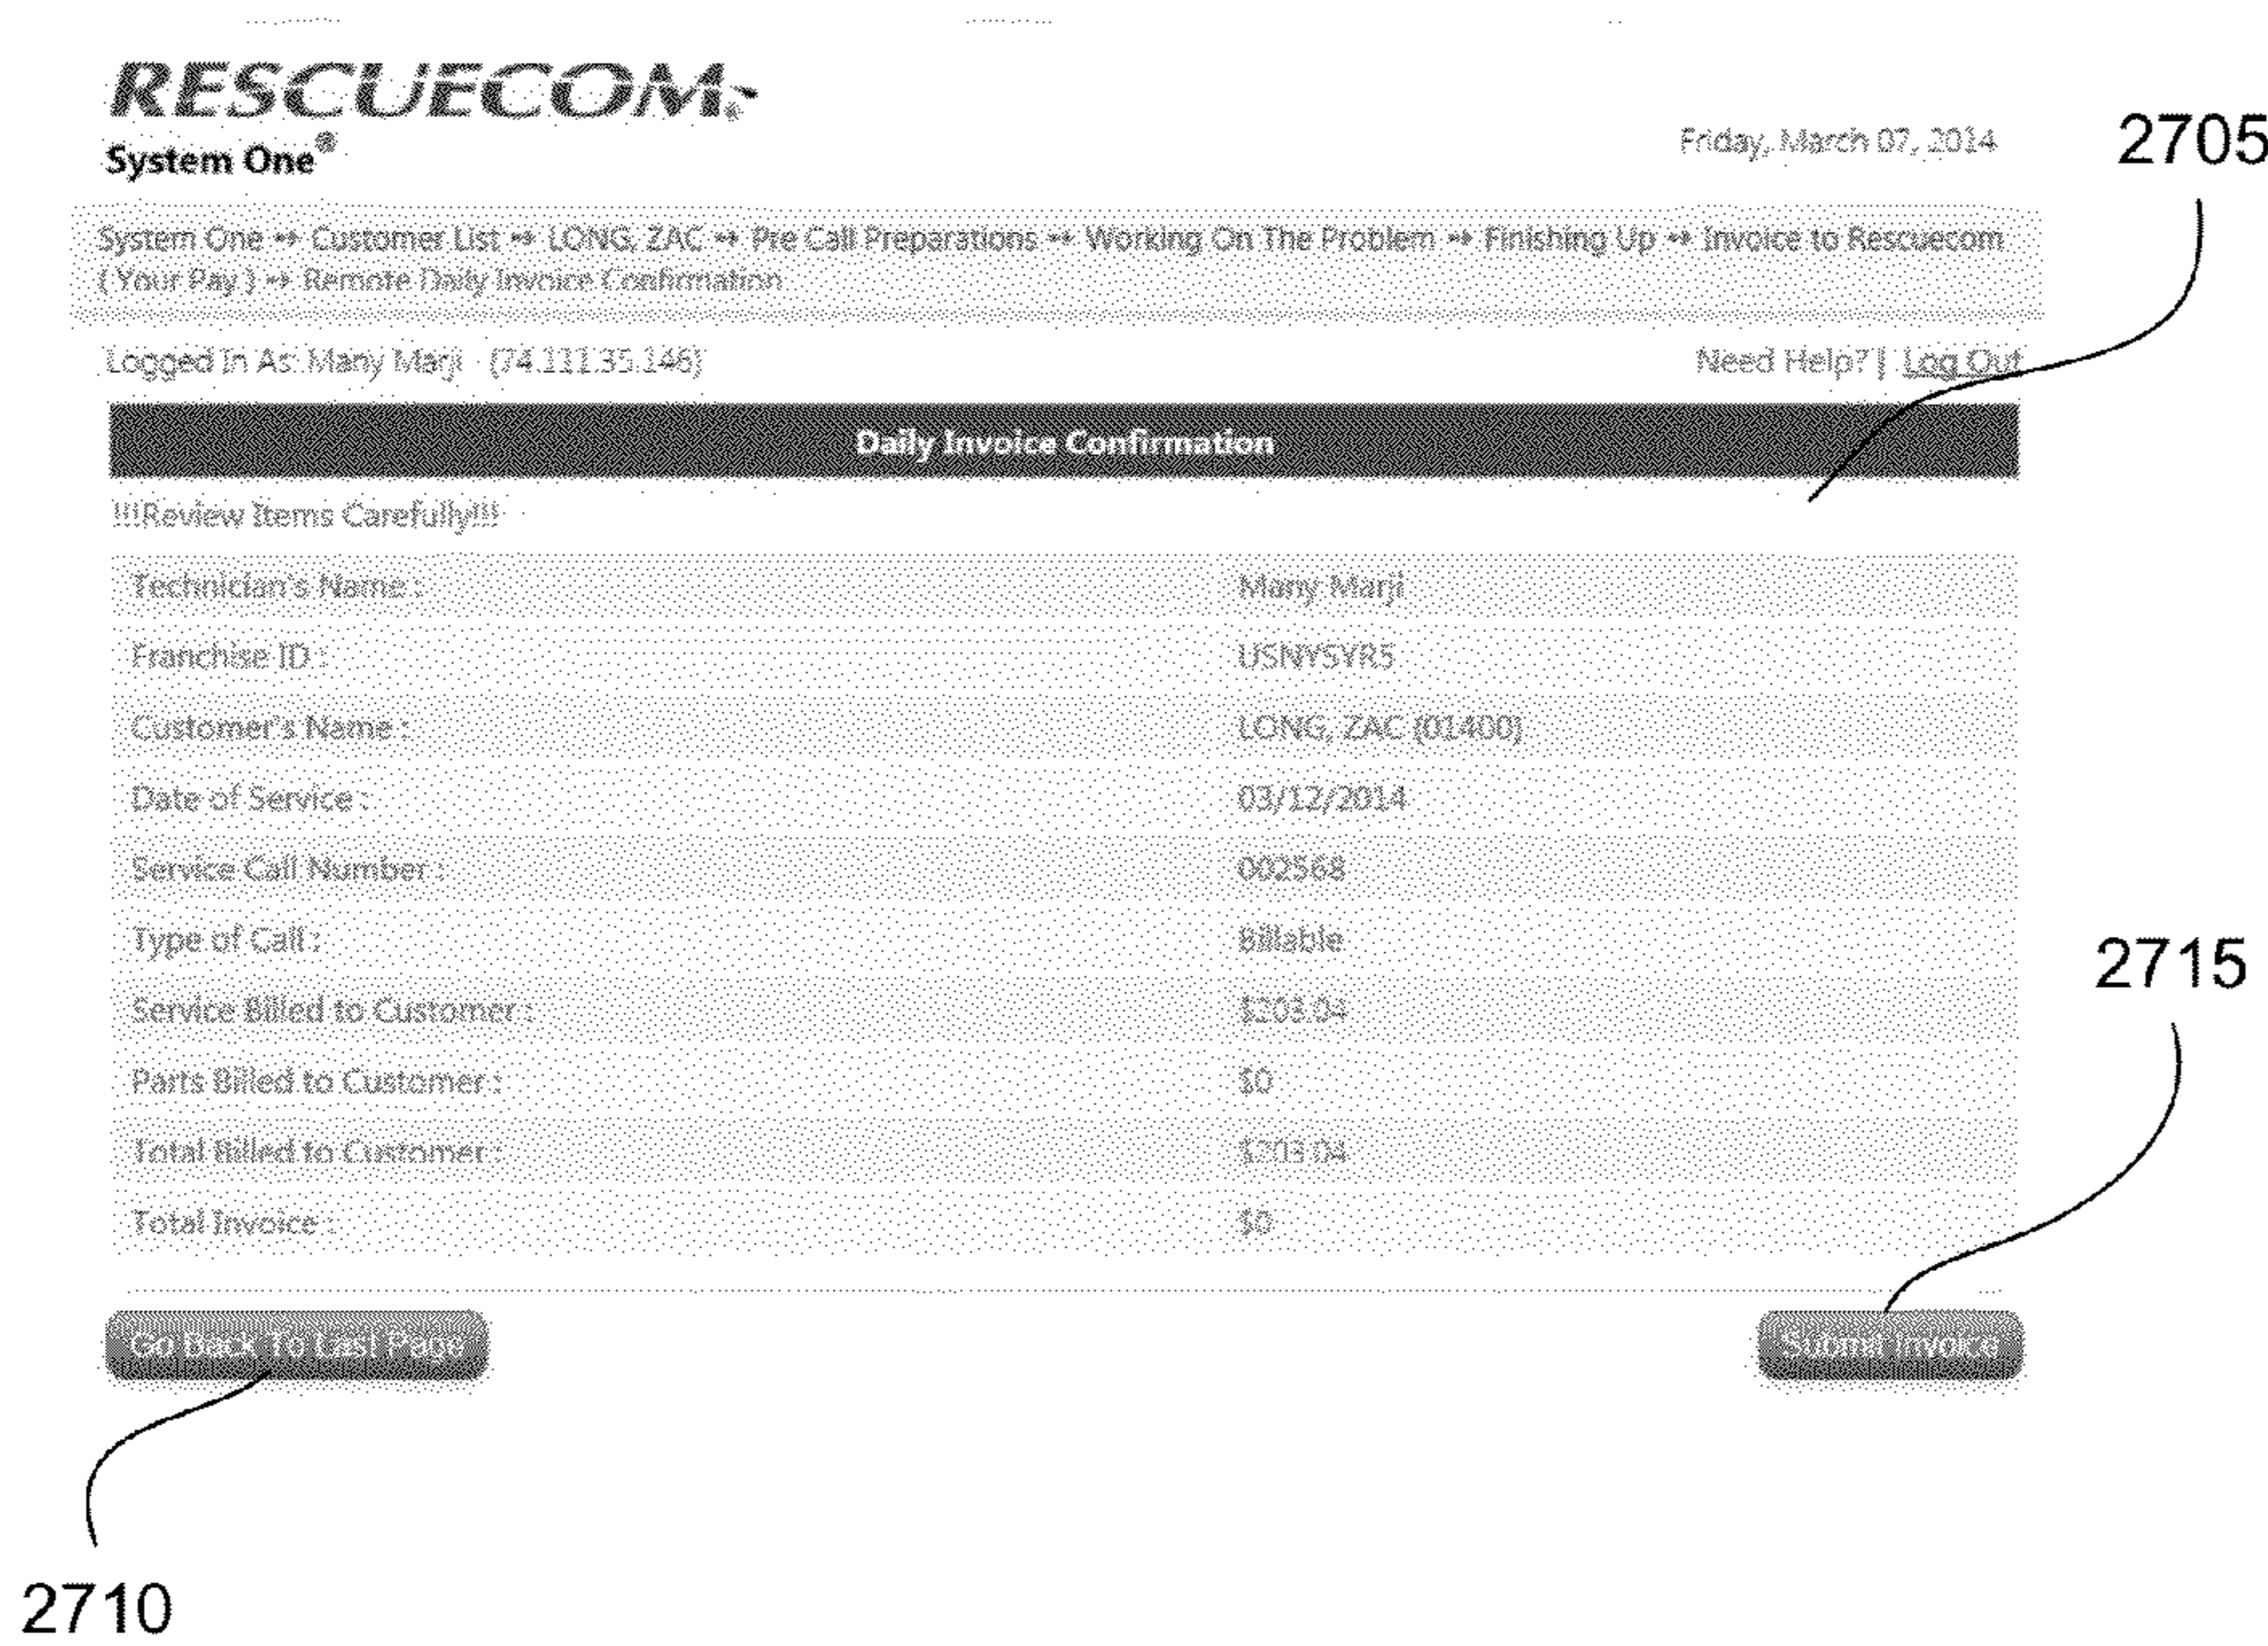 RESCUECOM®
System One®
Friday, March 07, 2014
2705
System One ↔ Customer List ↔ LONG, ZAC ↔ Pre Call Preparations ↔ Working On The Problem ↔ Finishing Up ↔ Invoice to Rescuecom
( Your Pay ) ↔ Remote Daily Invoice Confirmation
Logged In As: Many Marji (74.111.35.146)
Need Help? | Log Out
Daily Invoice Confirmation
!!!Review Items Carefully!!!
Technician's Name : Many Marji
Franchise ID : USNYSYR5
Customer's Name : LONG, ZAC (01400)
Date of Service : 03/12/2014
Service Call Number : 002568
Type of Call : Billable
2715
Service Billed to Customer : $203.04
Parts Billed to Customer : $0
Total Billed to Customer : $203.04
Total Invoice : $0
Go Back To Last Page
Submit Invoice
2710